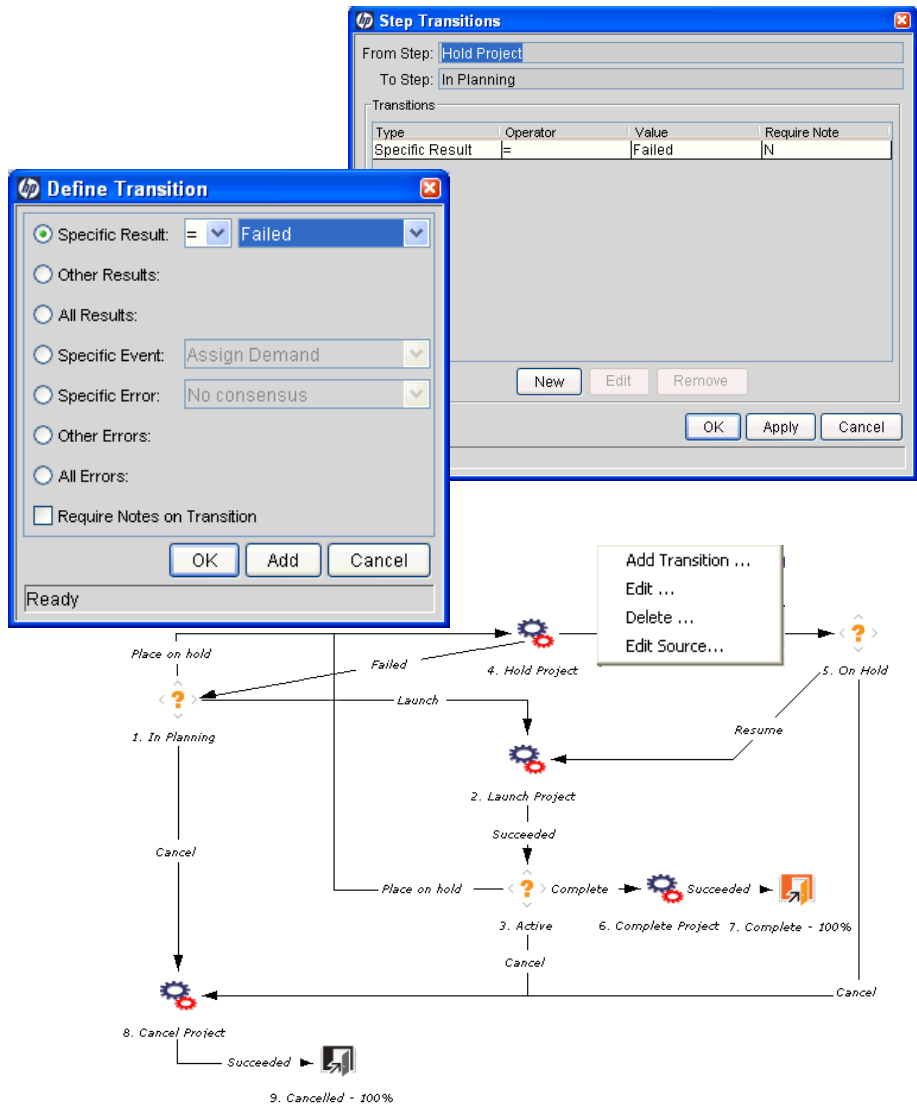 hp Step Transitions
From Step: Hold Project
To Step: In Planning
Transitions
Type Operator Value Require Note
Specific Result = Failed N
New Edit Remove
OK Apply Cancel
hp Define Transition
Specific Result: = Failed
Other Results:
All Results:
Specific Event: Assign Demand
Specific Error: No consensus
Other Errors:
All Errors:
Require Notes on Transition
OK Add Cancel
Ready
Add Transition ...
Edit ...
Delete ...
Edit Source...
Place on hold
Failed
4. Hold Project
5. On Hold
Launch
1. In Planning
Resume
2. Launch Project
Succeeded
Cancel
Place on hold
Complete
Succeeded
3. Active
6. Complete Project
7. Complete - 100%
Cancel
Cancel
8. Cancel Project
Succeeded
9. Cancelled - 100%